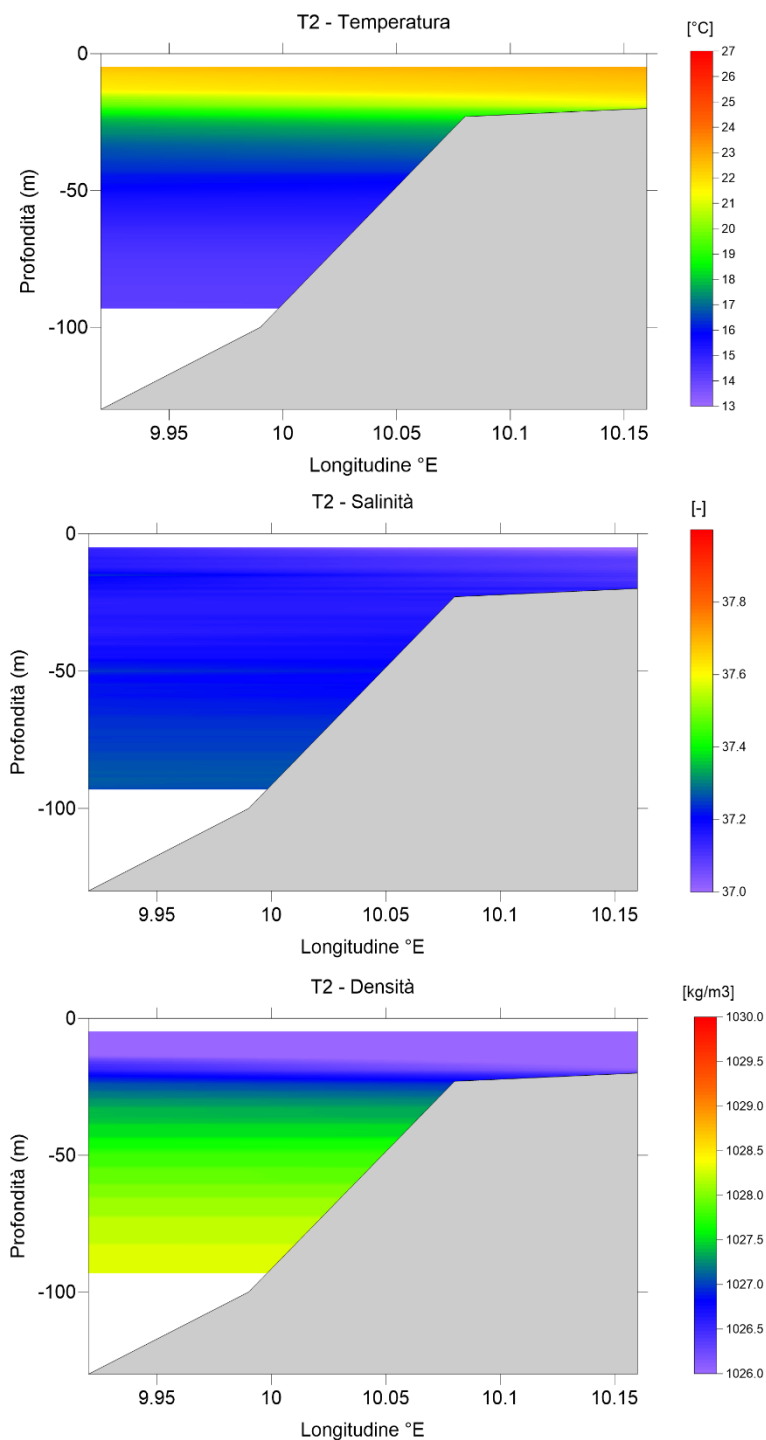 T2 - Temperatura
[°C]
0
-50
-100
Profondità (m)
9.95 10 10.05 10.1 10.15
Longitudine °E
27
26
25
24
23
22
21
20
19
18
17
16
15
14
13
T2 - Salinità
[-]
0
-50
-100
Profondità (m)
9.95 10 10.05 10.1 10.15
Longitudine °E
37.8
37.6
37.4
37.2
37.0
T2 - Densità
[kg/m3]
0
-50
-100
Profondità (m)
9.95 10 10.05 10.1 10.15
Longitudine °E
1030.0
1029.5
1029.0
1028.5
1028.0
1027.5
1027.0
1026.5
1026.0